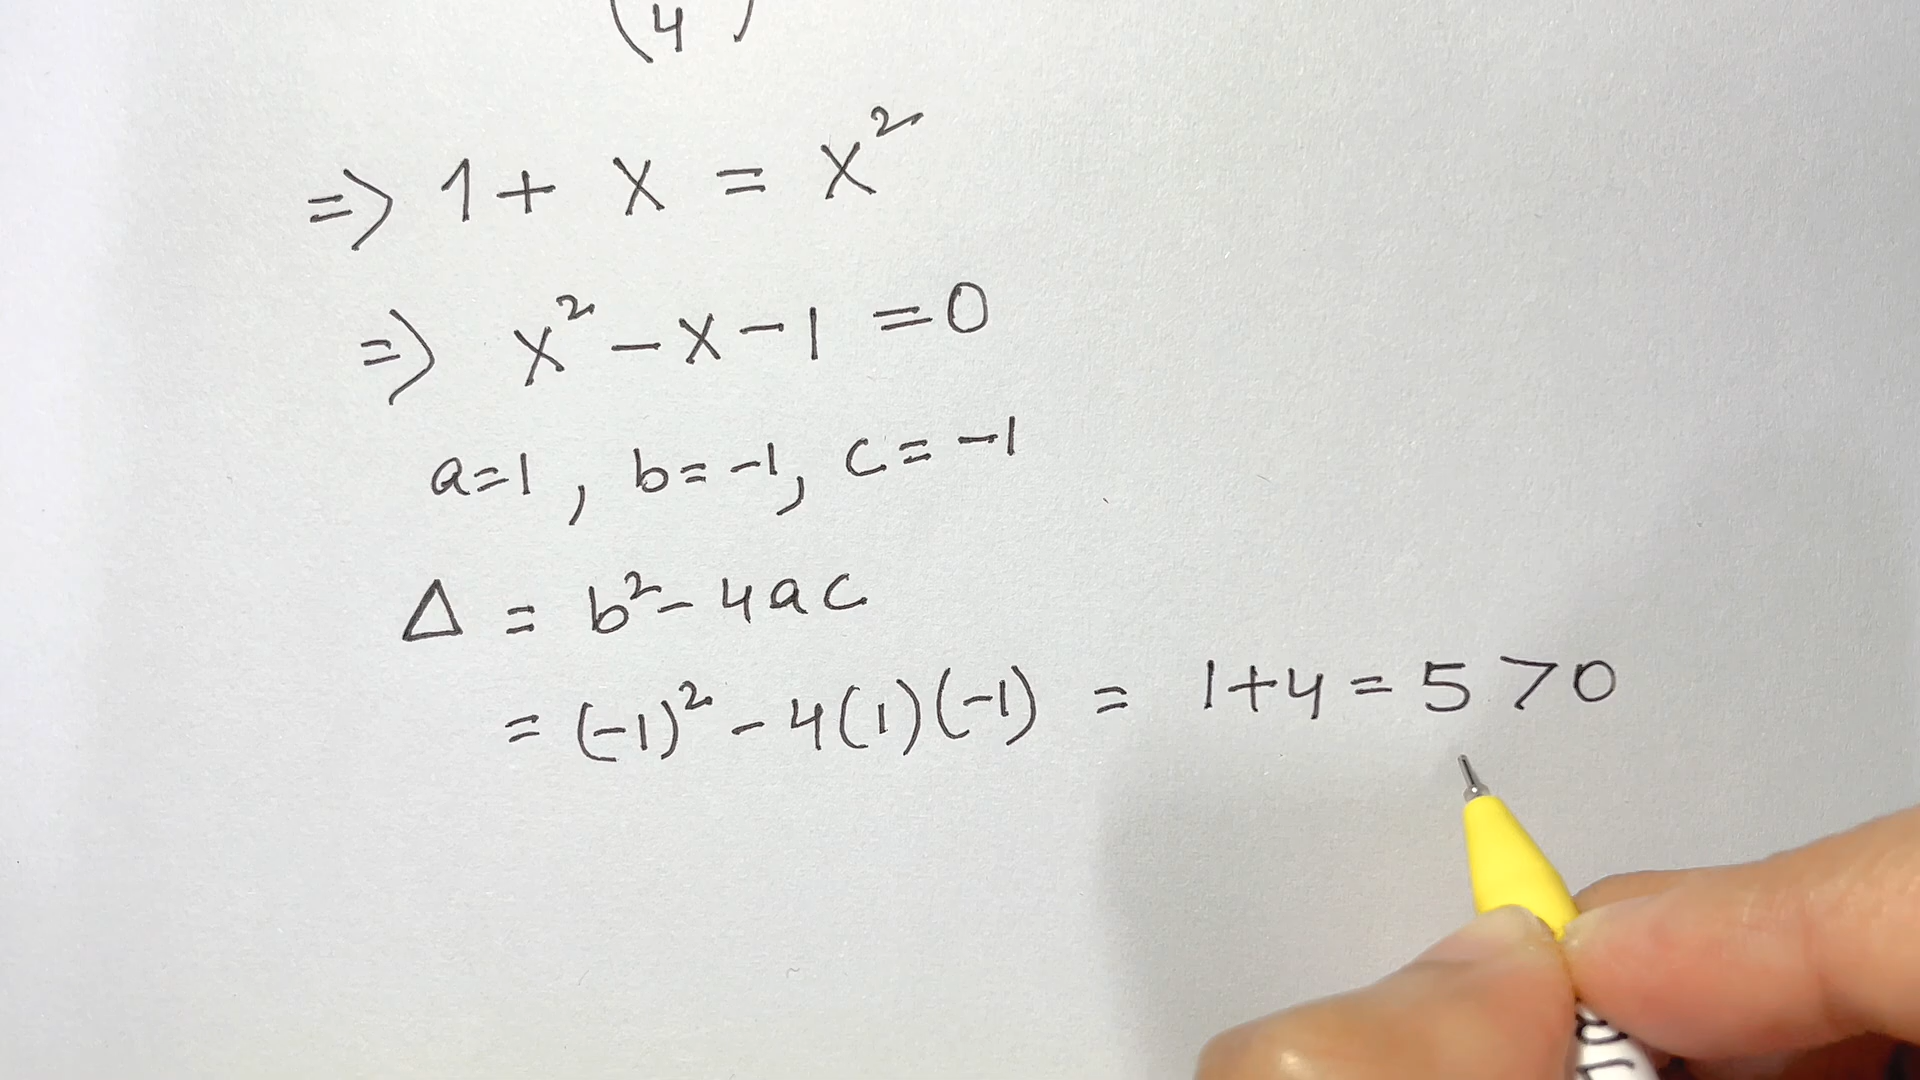 (4)
=> 1 + x = x²
=> x² - x - 1 = 0
a=1, b=-1, c=-1
Δ = b² - 4ac
= (-1)² - 4(1)(-1) = 1+4 = 5 > 0